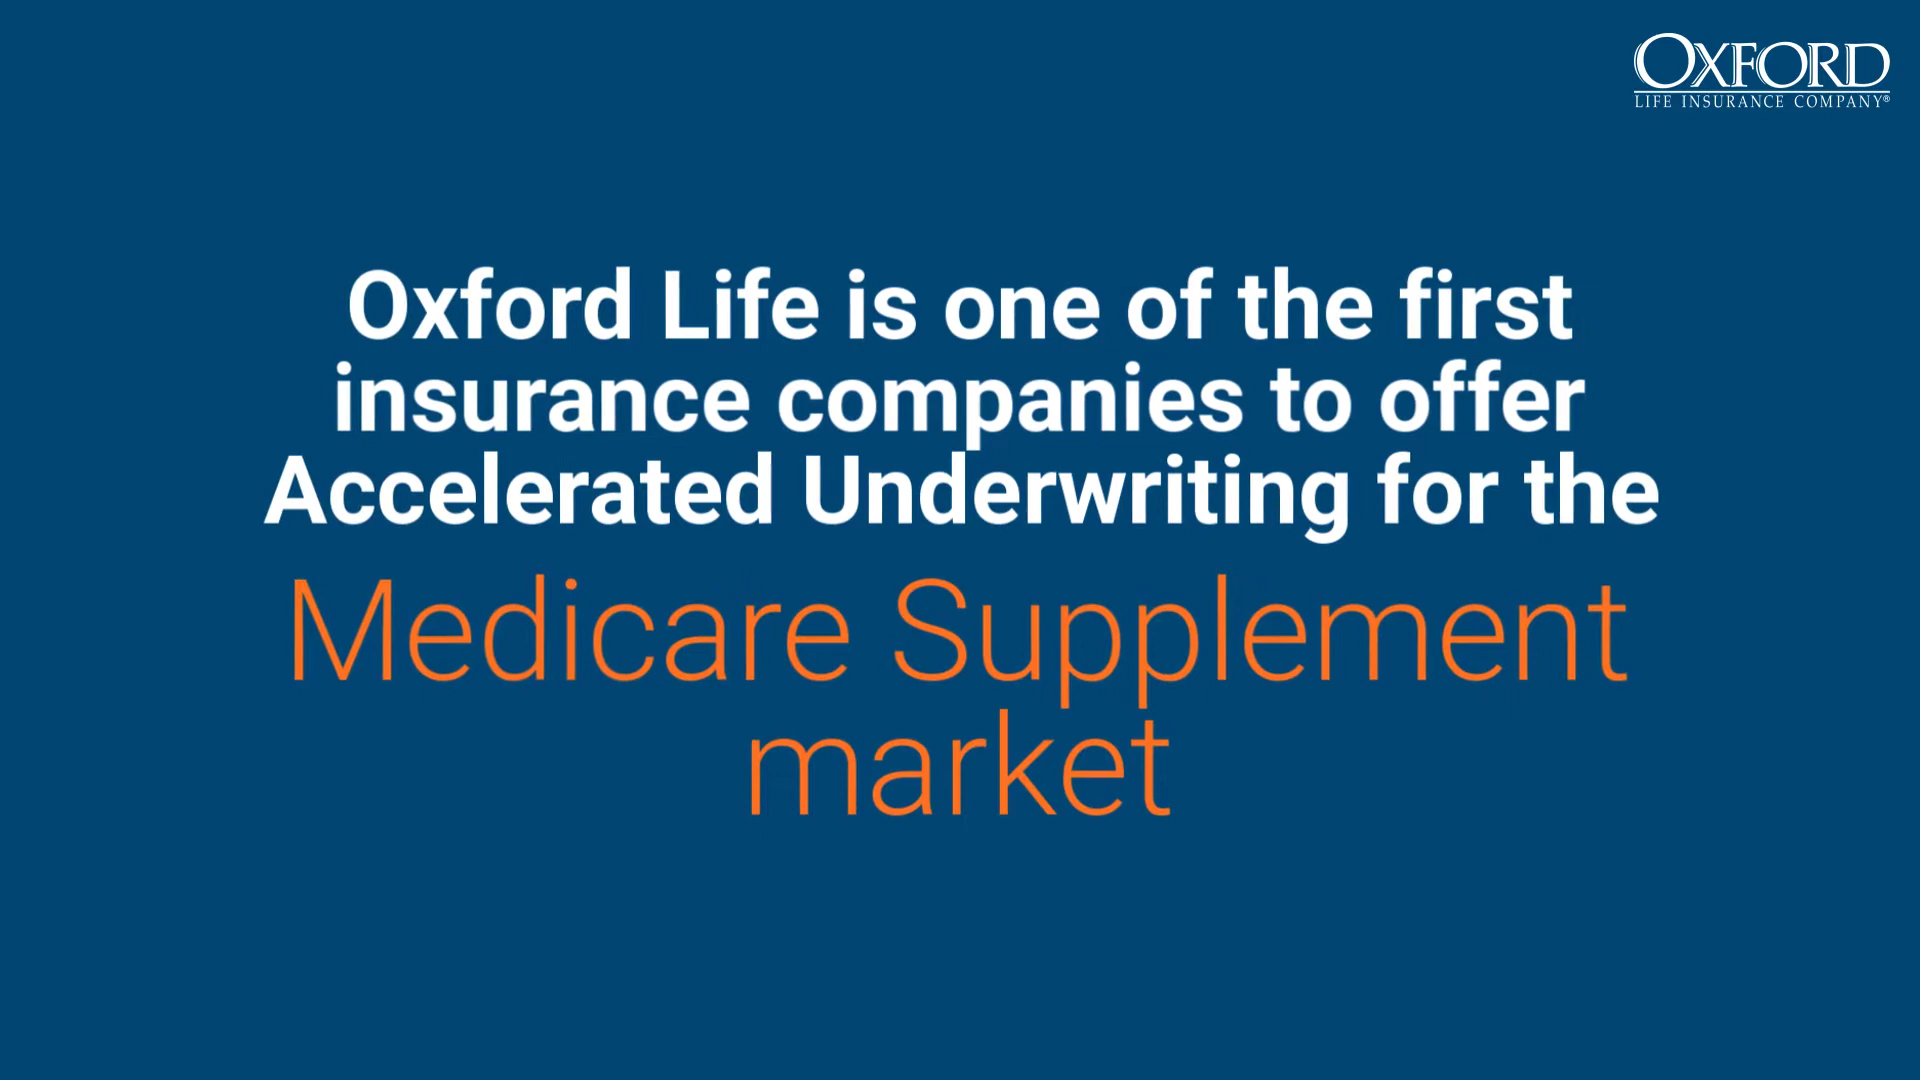 OXFORD
LIFE INSURANCE COMPANY®
Oxford Life is one of the first
insurance companies to offer
Accelerated Underwriting for the
Medicare Supplement
market